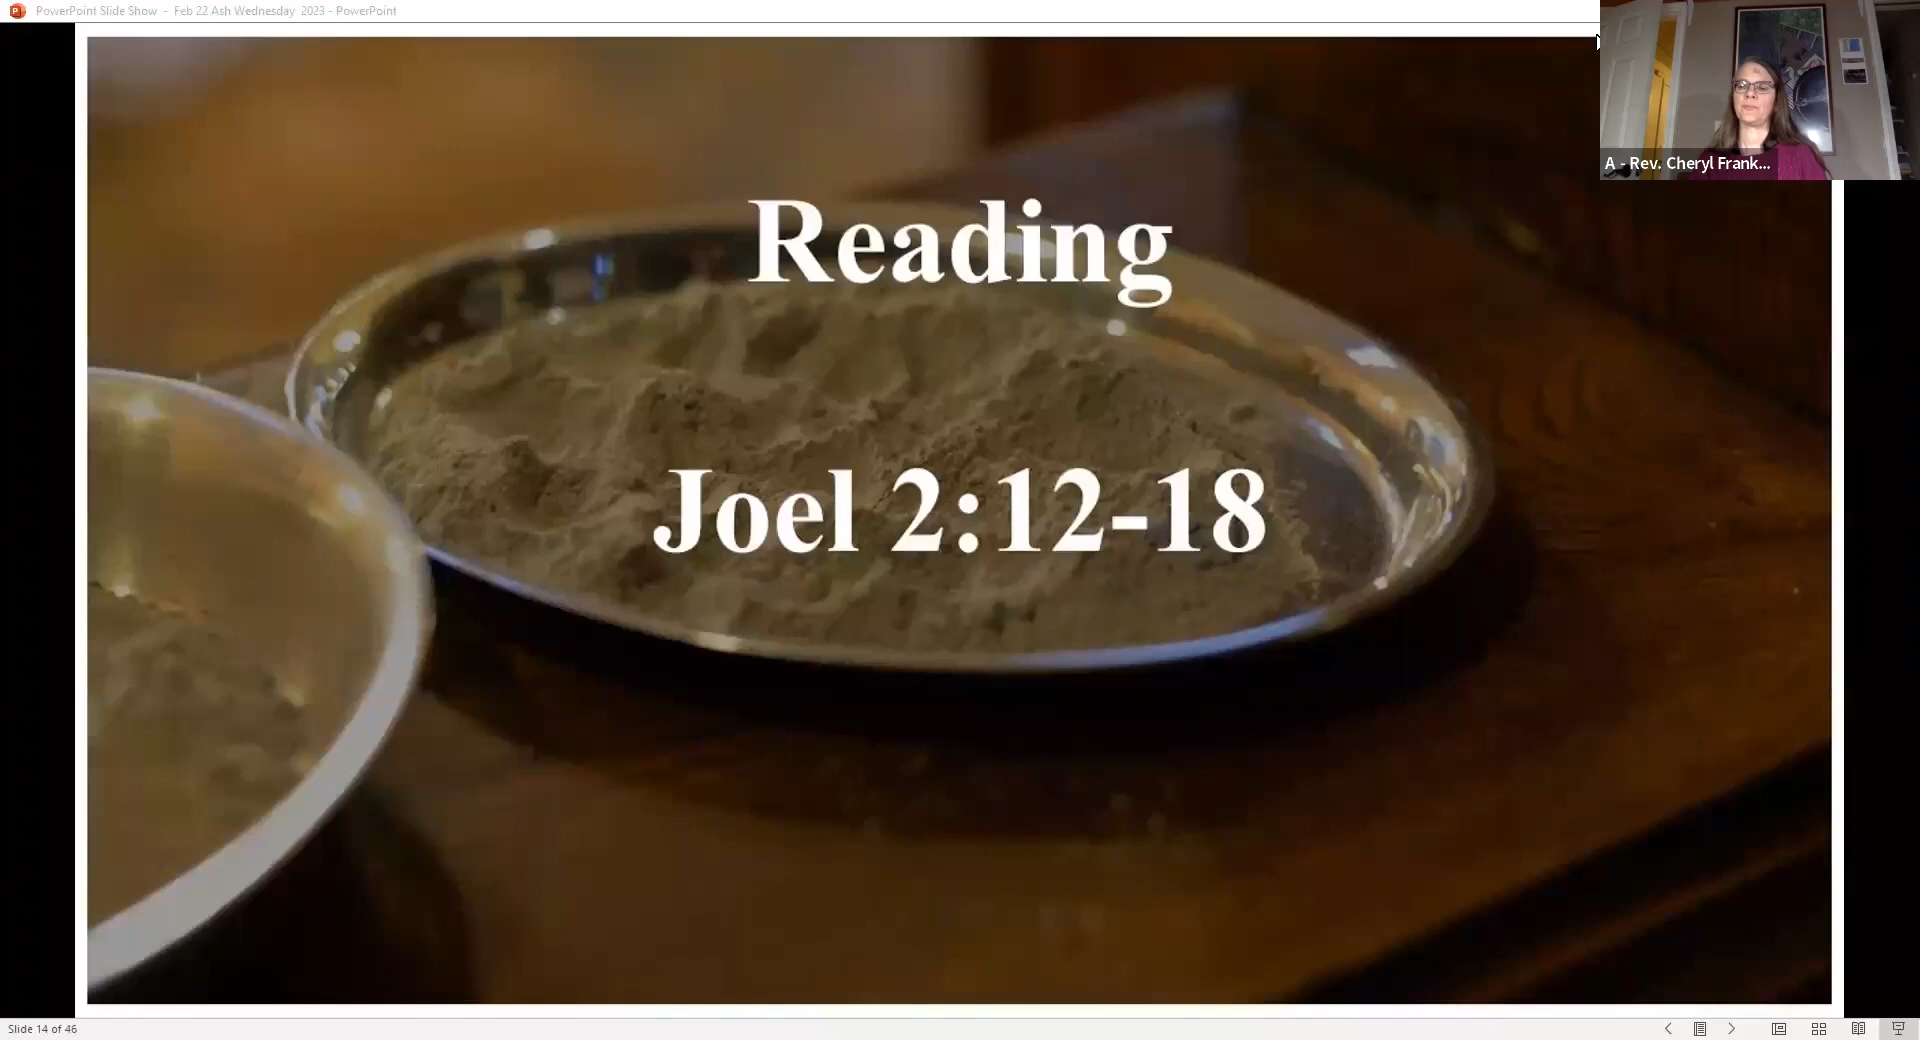 PowerPoint Slide Show - Feb 22 Ash Wednesday 2023 - PowerPoint
A - Rev. Cheryl Frank...
Reading
Joel 2:12-18
Slide 14 of 46